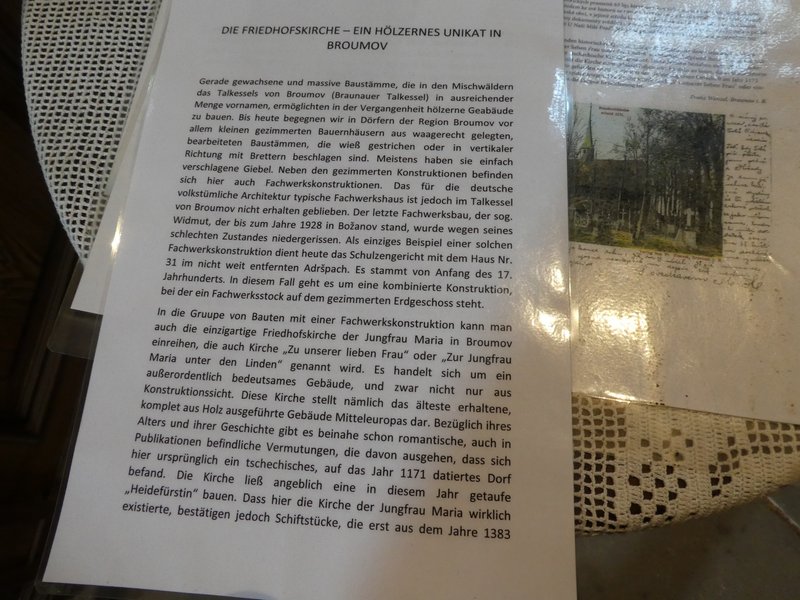 DIE FRIEDHOFSKIRCHE – EIN HÖLZERNES UNIKAT IN
BROUMOV
Gerade gewachsene und massive Baustämme, die in den Mischwäldern
das Talkessels von Broumov (Braunauer Talkessel) in ausreichender
Menge vornamen, ermöglichten in der Vergangenheit hölzerne Geabäude
zu bauen. Bis heute begegnen wir in Dörfern der Region Broumov vor
allem kleinen gezimmerten Bauernhäusern aus waagerecht gelegten,
bearbeiteten Baustämmen, die wieß gestrichen oder in vertikaler
Richtung mit Brettern beschlagen sind. Meistens haben sie einfach
verschlagene Giebel. Neben den gezimmerten Konstruktionen befinden
sich hier auch Fachwerkskonstruktionen. Das für die deutsche
volkstümliche Architektur typische Fachwerkshaus ist jedoch im Talkessel
von Broumov nicht erhalten geblieben. Der letzte Fachwerksbau, der sog.
Widmut, der bis zum Jahre 1928 in Božanov stand, wurde wegen seines
schlechten Zustandes niedergerissen. Als einziges Beispiel einer solchen
Fachwerkskonstruktion dient heute das Schulzengericht mit dem Haus Nr.
31 im nicht weit entfernten Adršpach. Es stammt von Anfang des 17.
Jahrhunderts. In diesem Fall geht es um eine kombinierte Konstruktion,
bei der ein Fachwerksstock auf dem gezimmerten Erdgeschoss steht.
In die Gruupe von Bauten mit einer Fachwerkskonstruktion kann man
auch die einzigartige Friedhofskirche der Jungfrau Maria in Broumov
einreihen, die auch Kirche „Zu unserer lieben Frau“ oder „Zur Jungfrau
Maria unter den Linden“ genannt wird. Es handelt sich um ein
außerordentlich bedeutsames Gebäude, und zwar nicht nur aus
Konstruktionssicht. Diese Kirche stellt nämlich das älteste erhaltene,
komplet aus Holz ausgeführte Gebäude Mitteleuropas dar. Bezüglich ihres
Alters und ihrer Geschichte gibt es beinahe schon romantische, auch in
Publikationen befindliche Vermutungen, die davon ausgehen, dass sich
hier ursprünglich ein tschechisches, auf das Jahr 1171 datiertes Dorf
befand. Die Kirche ließ angeblich eine in diesem Jahr getaufe
„Heidefürstin“ bauen. Dass hier die Kirche der Jungfrau Maria wirklich
existierte, bestätigen jedoch Schiftstücke, die erst aus dem Jahre 1383